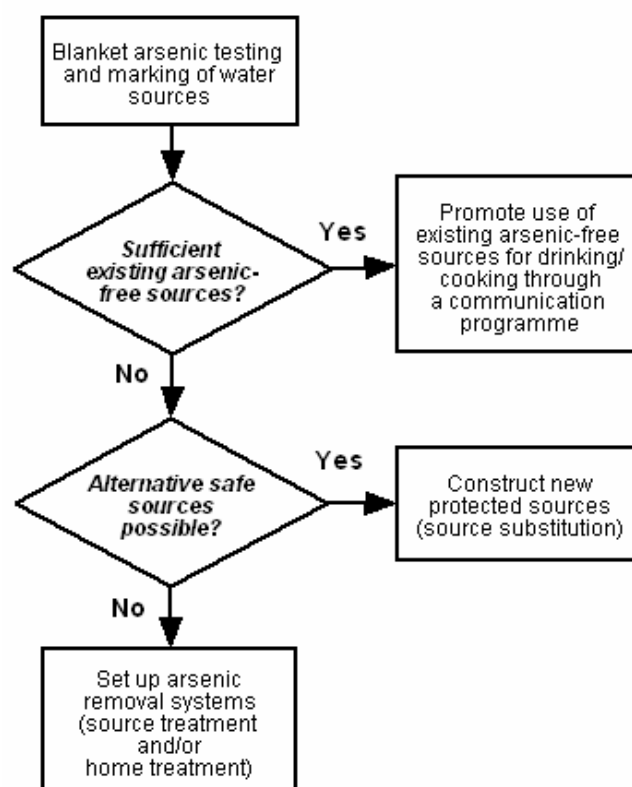 Blanket arsenic testing
and marking of water
sources
Sufficient
existing arsenic-
free sources?
Yes
Promote use of
existing arsenic-free
sources for drinking/
cooking through
a communication
programme
No
Alternative safe
sources
possible?
Yes
Construct new
protected sources
(source substitution)
No
Set up arsenic
removal systems
(source treatment
and/or
home treatment)